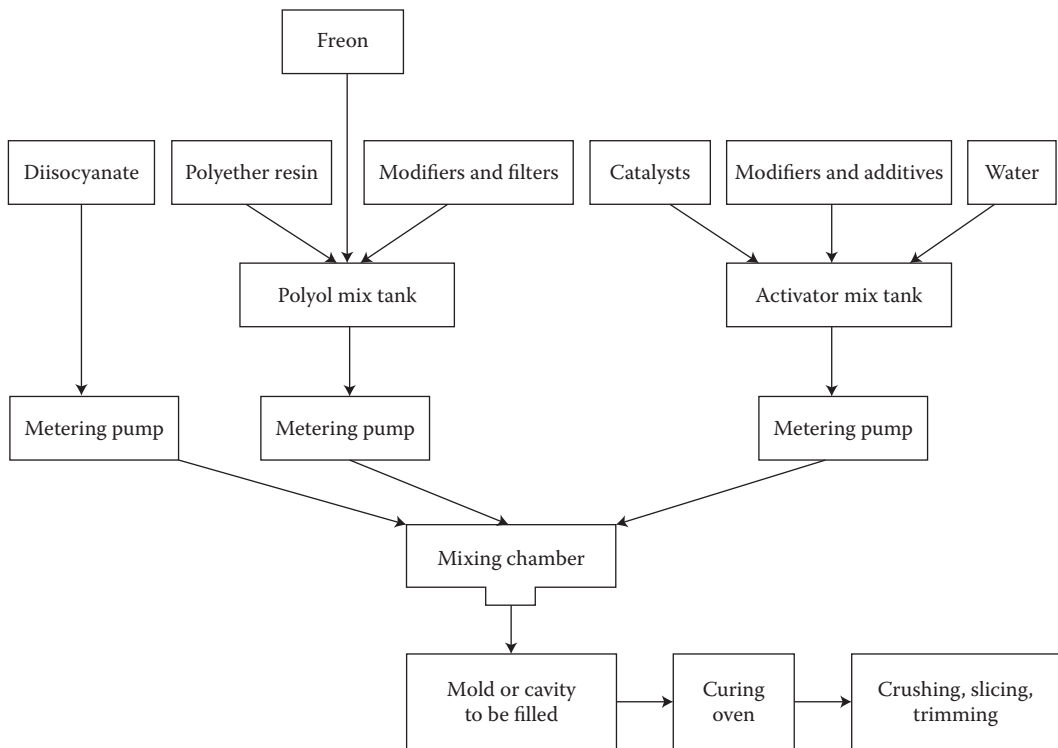 Freon
Diisocyanate
Polyether resin
Modifiers and filters
Catalysts
Modifiers and additives
Water
Polyol mix tank
Activator mix tank
Metering pump
Metering pump
Metering pump
Mixing chamber
Mold or cavity
to be filled
Curing
oven
Crushing, slicing,
trimming